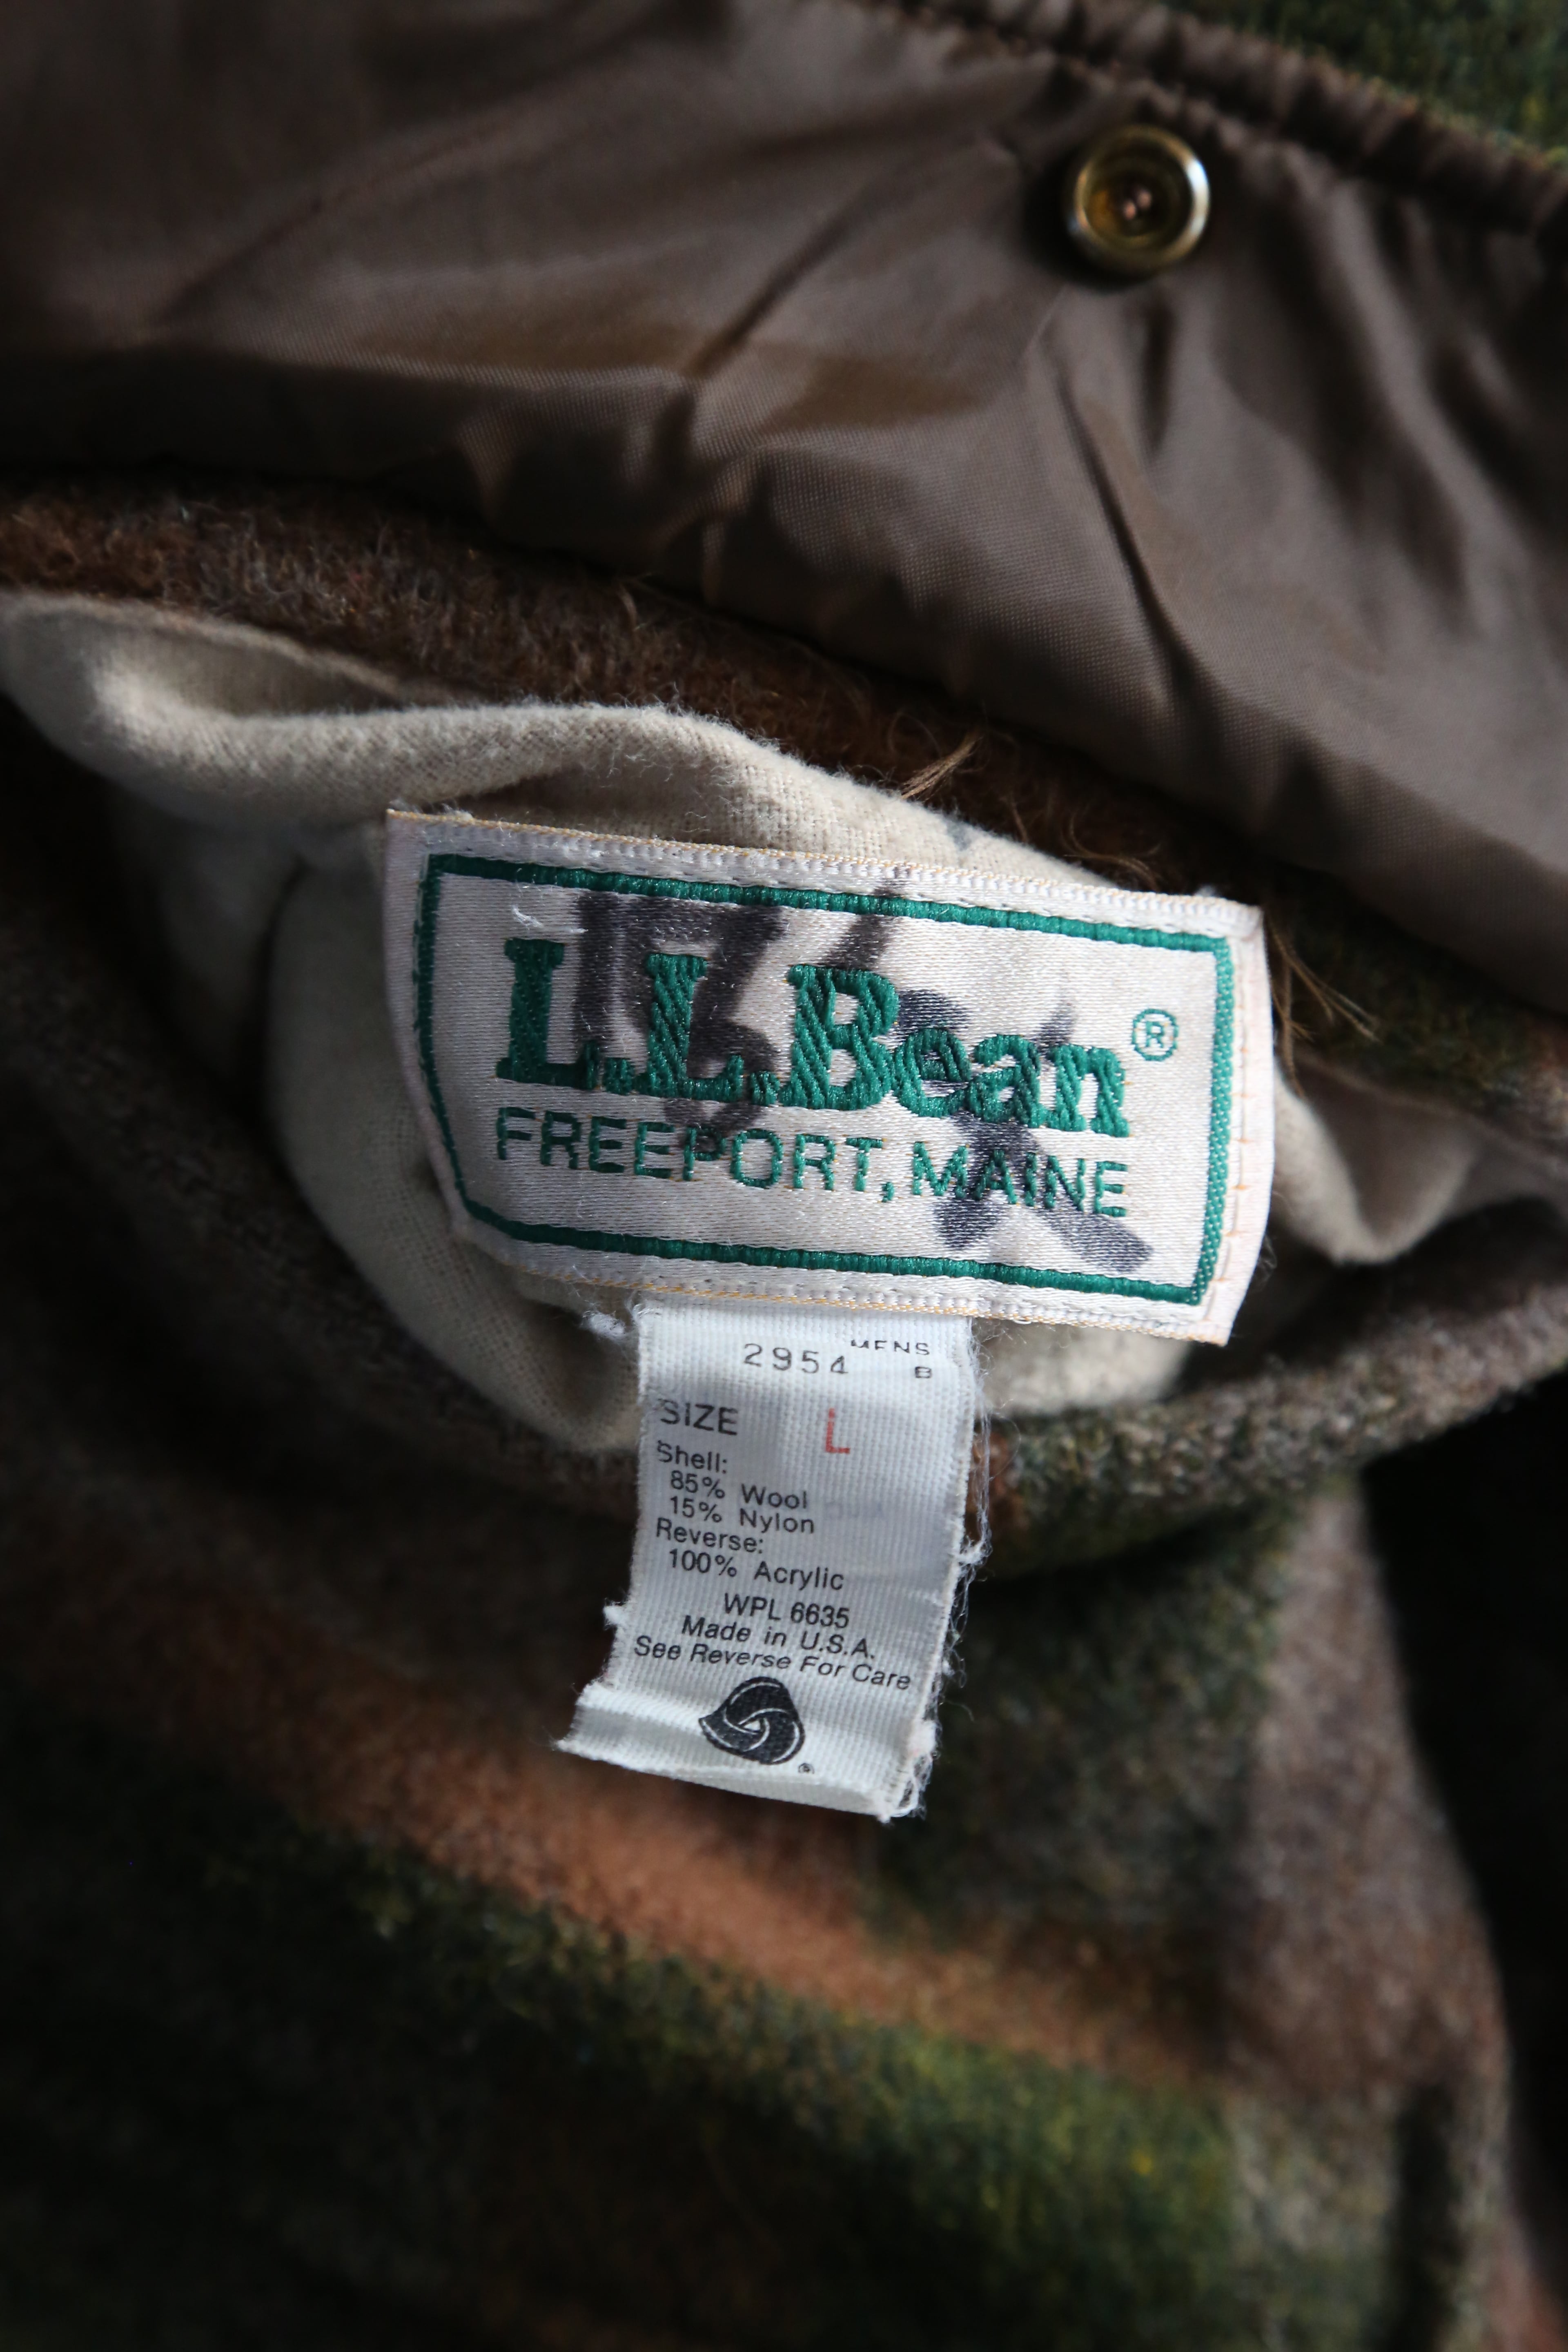 L.L.Bean®
FREEPORT, MAINE
MENS
2954 B
SIZE L
Shell:
85% Wool
15% Nylon
Reverse:
100% Acrylic
WPL 6635
Made in U.S.A.
See Reverse For Care
®